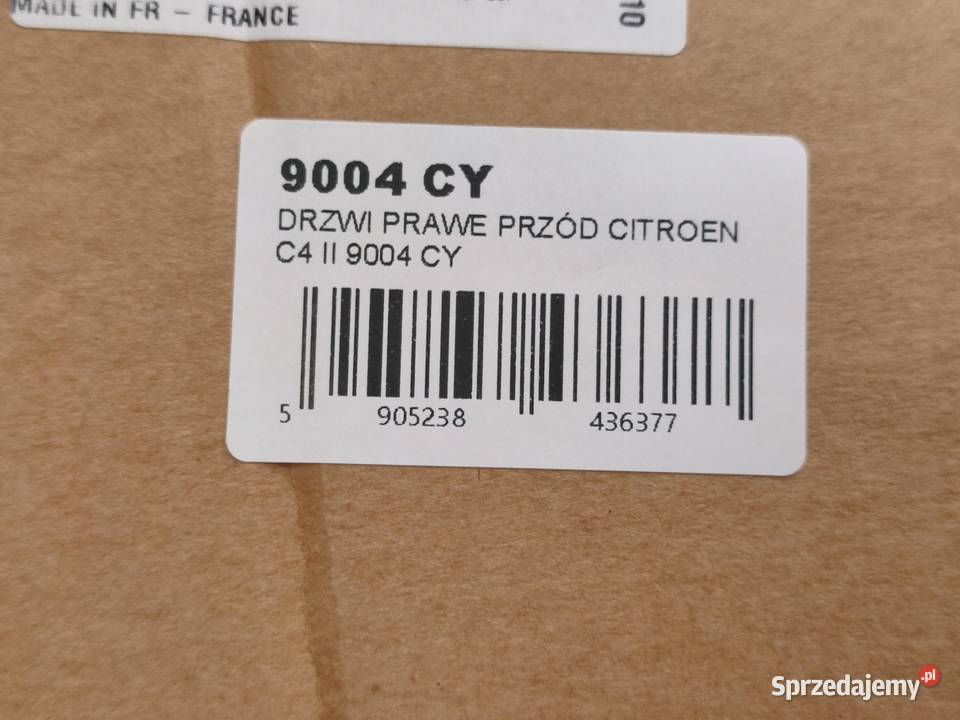 MADE IN FR - FRANCE
10
9004 CY
DRZWI PRAWE PRZÓD CITROEN
C4 II 9004 CY
5 905238 436377
Sprzedajemy.pl